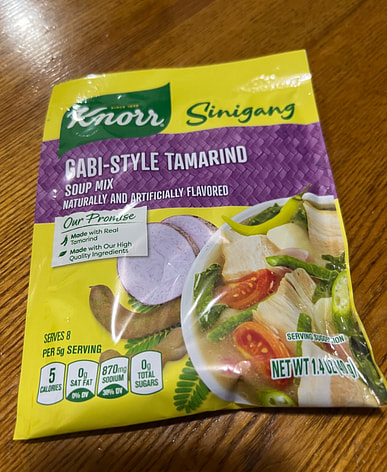 SINCE 1838
Knorr
Sinigang
GABI-STYLE TAMARIND
SOUP MIX
NATURALLY AND ARTIFICIALLY FLAVORED
Our Promise
Made with Real
Tamarind
Made with Our High
Quality Ingredients
SERVES 8
PER 5g SERVING
5
CALORIES
0g
SAT FAT
0% DV
870mg
SODIUM
38% DV
0g
TOTAL
SUGARS
SERVING SUGGESTION
NET WT 1.4 OZ (40g)